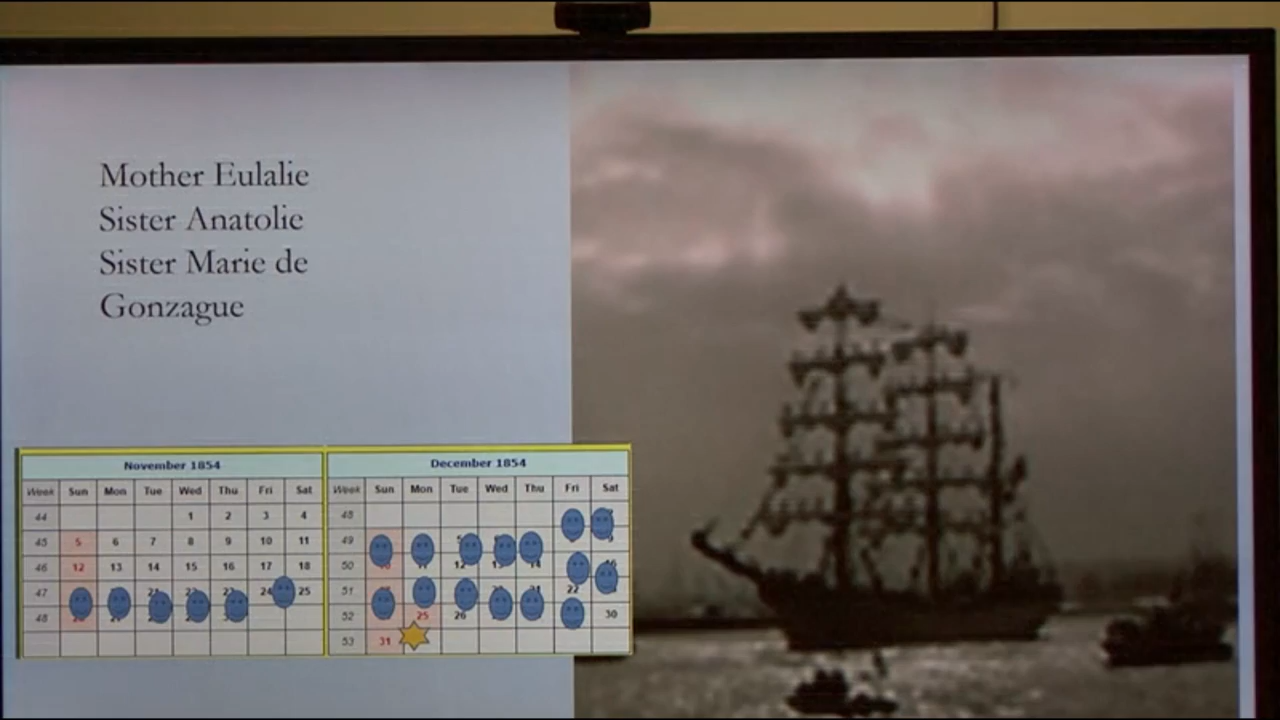 Mother Eulalie
Sister Anatolie
Sister Marie de
Gonzague
November 1854
Week Sun Mon Tue Wed Thu Fri Sat
44 1 2 3 4
45 5 6 7 8 9 10 11
46 12 13 14 15 16 17 18
47 24 25
48
December 1854
Week Sun Mon Tue Wed Thu Fri Sat
48
49
50 12
51 22
52 25 26 30
53 31